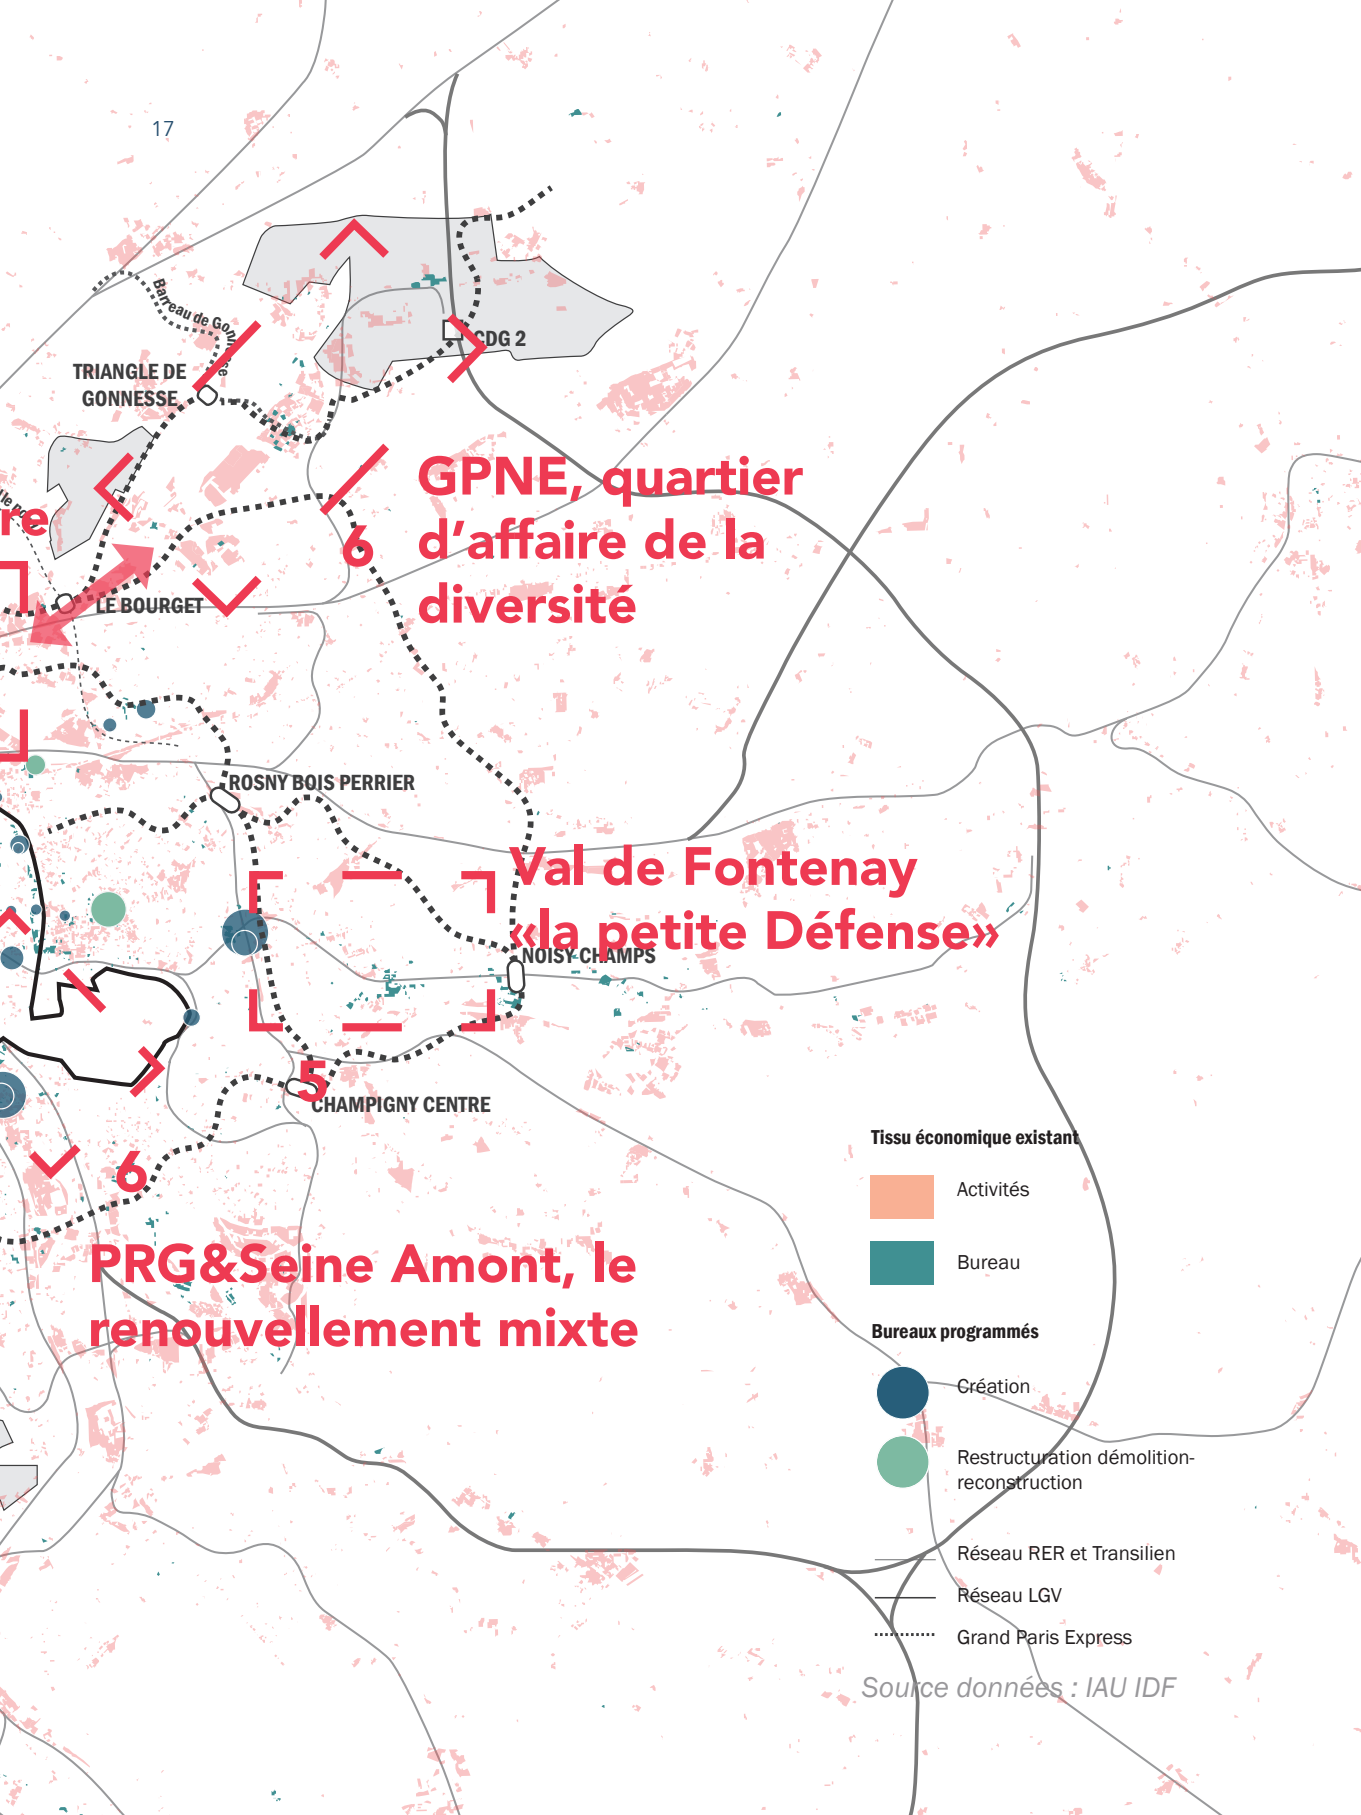 17
Barreau de Gonnesse
CDG 2
TRIANGLE DE
GONNESSE
GPNE, quartier
d'affaire de la
diversité
re
6
LE BOURGET
ROSNY BOIS PERRIER
Val de Fontenay
«la petite Défense»
NOISY CHAMPS
5
CHAMPIGNY CENTRE
6
PRG&Seine Amont, le
renouvellement mixte
Tissu économique existant
Activités
Bureau
Bureaux programmés
Création
Restructuration démolition-
reconstruction
Réseau RER et Transilien
Réseau LGV
Grand Paris Express
Source données : IAU IDF